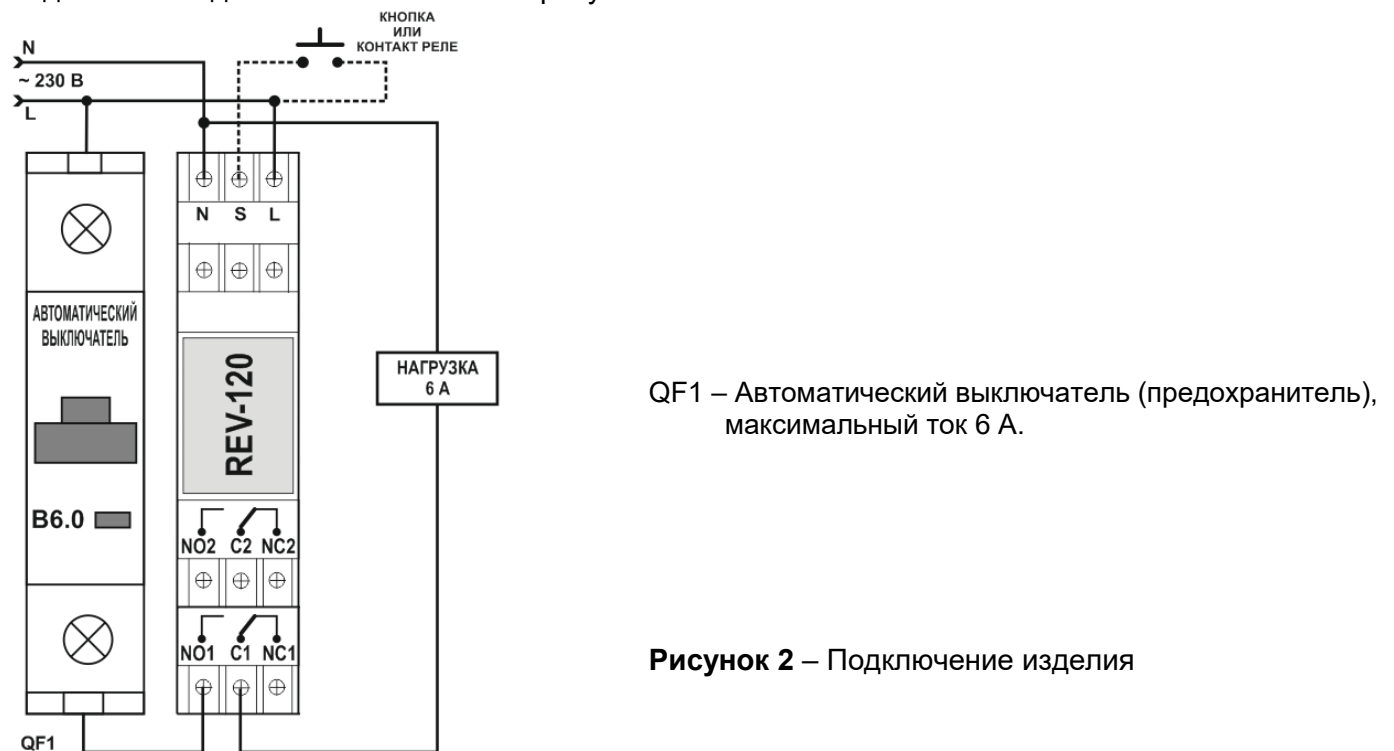 КНОПКА
ИЛИ
КОНТАКТ РЕЛЕ
N
~ 230 В
L
N S L
АВТОМАТИЧЕСКИЙ
ВЫКЛЮЧАТЕЛЬ
REV-120
НАГРУЗКА
6 А
QF1 – Автоматический выключатель (предохранитель),
максимальный ток 6 А.
B6.0
NO2 C2 NC2
NO1 C1 NC1
Рисунок 2 – Подключение изделия
QF1